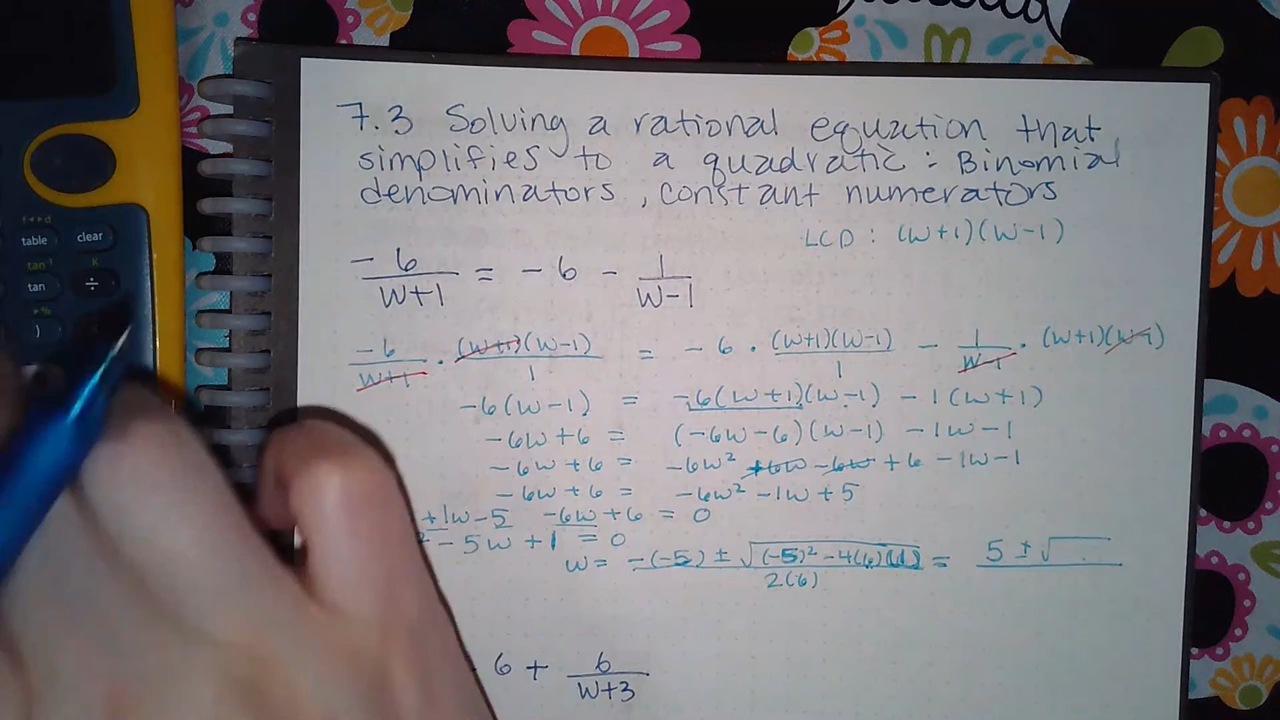 7.3 Solving a rational equation that
simplifies to a quadratic : Binomial
denominators, constant numerators
LCD : (w+1)(w-1)
-6/(w+1) = -6 - 1/(w-1)
-6/(w+1) · (w+1)(w-1)/1 = -6 · (w+1)(w-1)/1 - 1/(w-1) · (w+1)(w-1)
-6(w-1) = -6(w+1)(w-1) - 1(w+1)
-6w+6 = (-6w-6)(w-1) -1w-1
-6w+6 = -6w² +6w -6w +6 -1w-1
-6w+6 = -6w² -1w+5
+1w-5 -6w+6 = 0
² -5w +1 = 0
w = -(-5) ± √(-5)² -4(6)(1) / 2(6) = 5 ± √
6 + 6/(w+3)
table clear
tan⁻¹ K
tan ÷
)